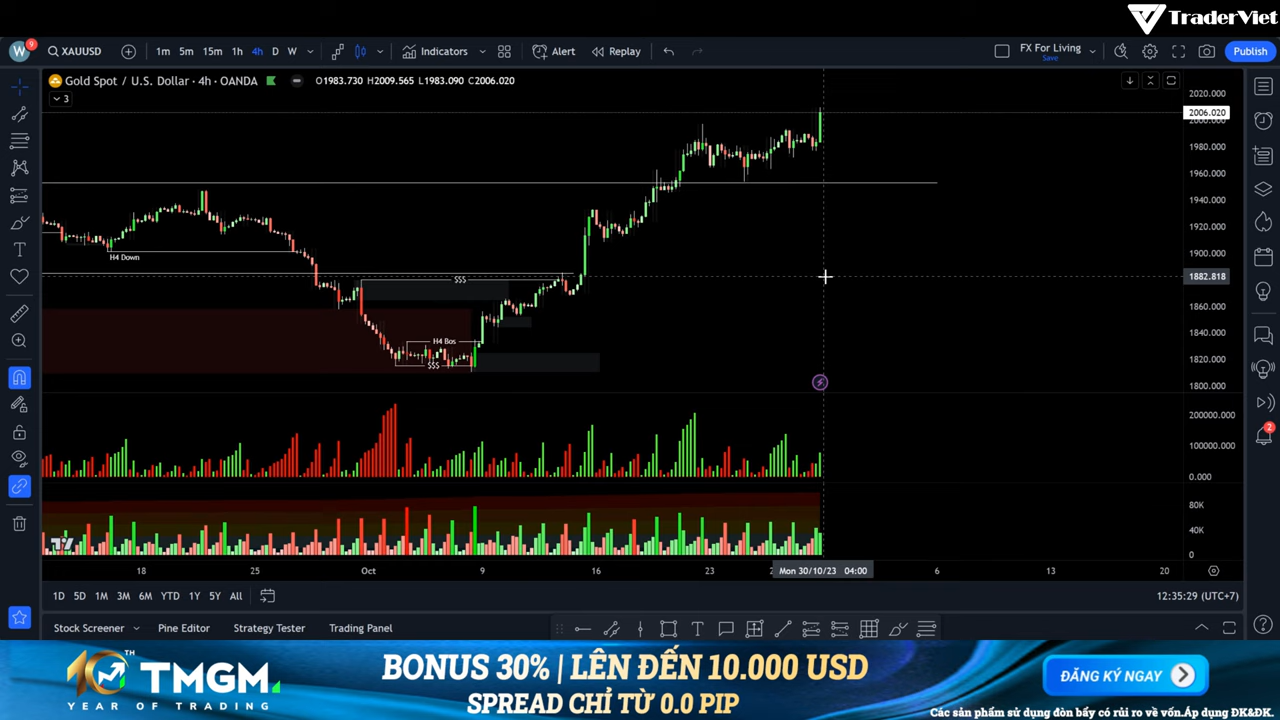 TraderViet
W
9
XAUUSD
1m 5m 15m 1h 4h D W
Indicators
Alert
Replay
FX For Living
Save
Publish
Gold Spot / U.S. Dollar · 4h · OANDA
O1983.730 H2009.565 L1983.090 C2006.020
3
2020.000
2006.020
2000.000
1980.000
1960.000
1940.000
1920.000
1900.000
1882.818
1860.000
1840.000
1820.000
1800.000
H4 Down
$$$
H4 Bos
$$$
200000.000
100000.000
0.000
80K
40K
0
2
18 25 Oct 9 16 23 Mon 30/10/23 04:00 6 13 20
1D 5D 1M 3M 6M YTD 1Y 5Y All
12:35:29 (UTC+7)
Stock Screener Pine Editor Strategy Tester Trading Panel
10TH
TMGM
YEAR OF TRADING
BONUS 30% | LÊN ĐẾN 10.000 USD
SPREAD CHỈ TỪ 0.0 PIP
ĐĂNG KÝ NGAY
Các sản phẩm sử dụng đòn bẩy có rủi ro về vốn.Áp dụng ĐK&ĐK.